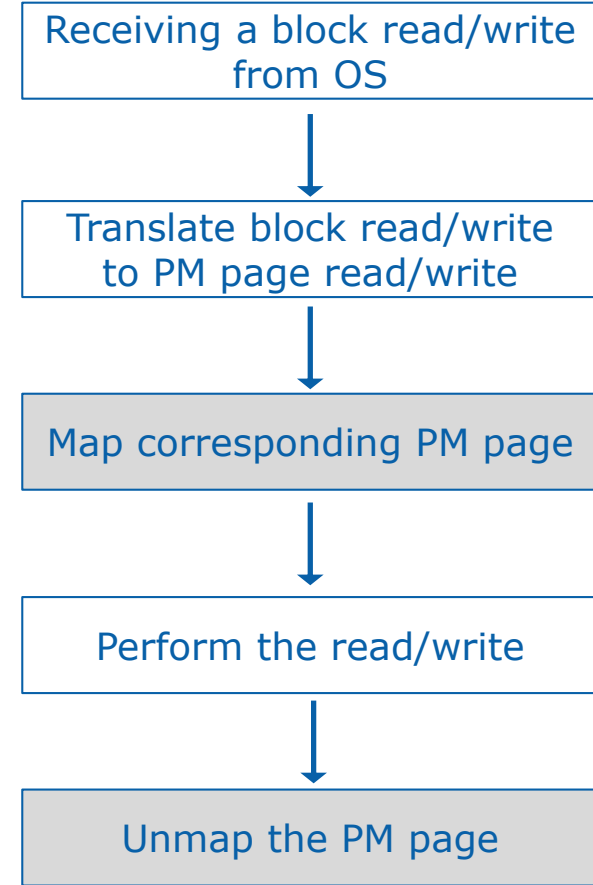 Receiving a block read/write
from OS
Translate block read/write
to PM page read/write
Map corresponding PM page
Perform the read/write
Unmap the PM page